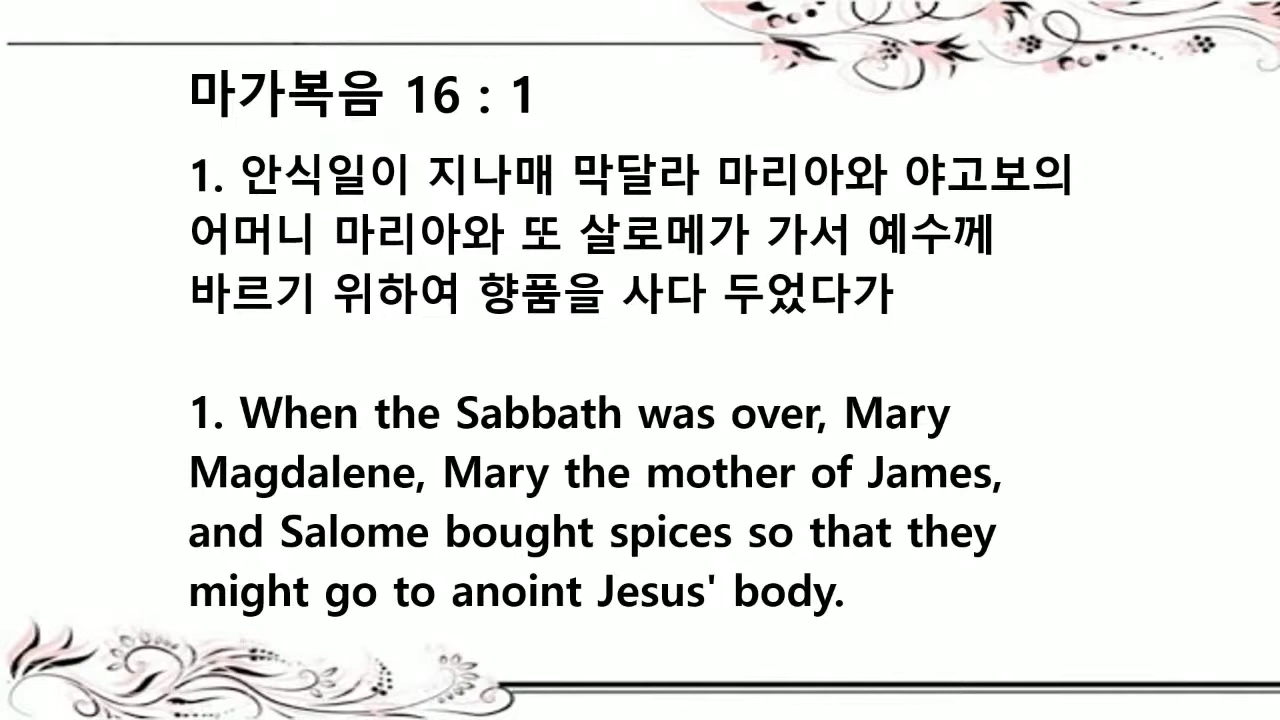 마가복음 16 : 1
1. 안식일이 지나매 막달라 마리아와 야고보의
어머니 마리아와 또 살로메가 가서 예수께
바르기 위하여 향품을 사다 두었다가
1. When the Sabbath was over, Mary
Magdalene, Mary the mother of James,
and Salome bought spices so that they
might go to anoint Jesus' body.